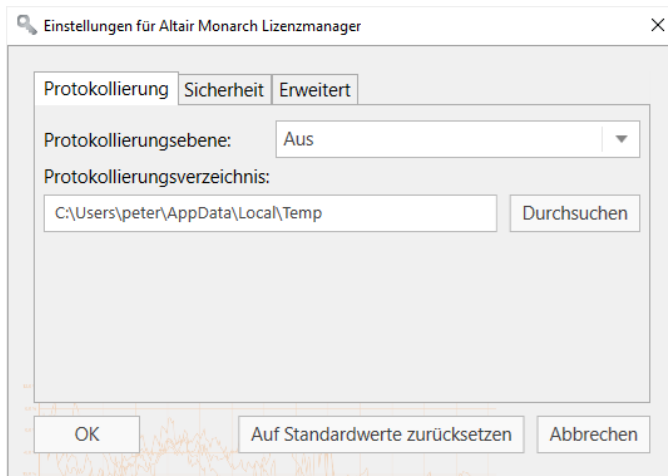 Einstellungen für Altair Monarch Lizenzmanager
Protokollierung Sicherheit Erweitert
Protokollierungsebene: Aus
Protokollierungsverzeichnis:
C:\Users\peter\AppData\Local\Temp Durchsuchen
OK Auf Standardwerte zurücksetzen Abbrechen